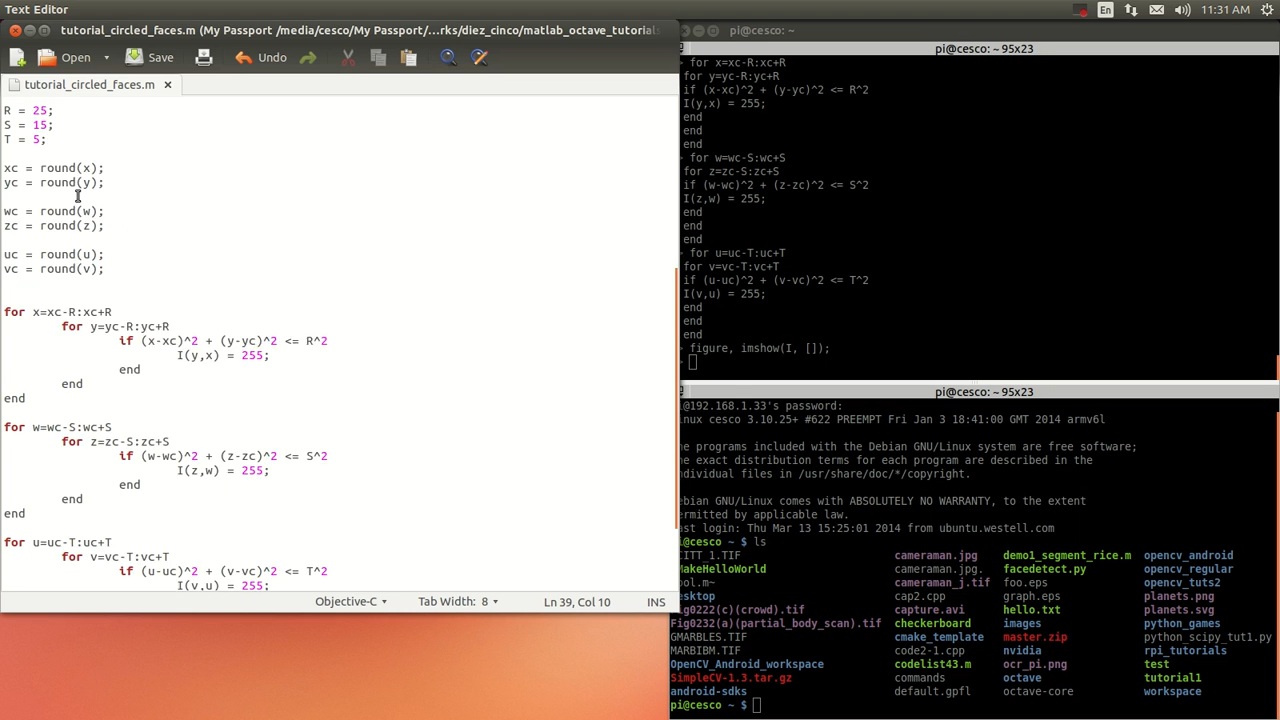 Text Editor
En
11:31 AM
tutorial_circled_faces.m (My Passport /media/cesco/My Passport/...rks/diez_cinco/matlab_octave_tutorials
Open
Save
Undo
tutorial_circled_faces.m
R = 25;
S = 15;
T = 5;
xc = round(x);
yc = round(y);
wc = round(w);
zc = round(z);
uc = round(u);
vc = round(v);
for x=xc-R:xc+R
for y=yc-R:yc+R
if (x-xc)^2 + (y-yc)^2 <= R^2
I(y,x) = 255;
end
end
end
for w=wc-S:wc+S
for z=zc-S:zc+S
if (w-wc)^2 + (z-zc)^2 <= S^2
I(z,w) = 255;
end
end
end
for u=uc-T:uc+T
for v=vc-T:vc+T
if (u-uc)^2 + (v-vc)^2 <= T^2
I(v,u) = 255;
Objective-C
Tab Width: 8
Ln 39, Col 10
INS
pi@cesco: ~
pi@cesco: ~ 95x23
for x=xc-R:xc+R
for y=yc-R:yc+R
if (x-xc)^2 + (y-yc)^2 <= R^2
I(y,x) = 255;
end
end
end
for w=wc-S:wc+S
for z=zc-S:zc+S
if (w-wc)^2 + (z-zc)^2 <= S^2
I(z,w) = 255;
end
end
end
for u=uc-T:uc+T
for v=vc-T:vc+T
if (u-uc)^2 + (v-vc)^2 <= T^2
I(v,u) = 255;
end
end
end
figure, imshow(I, []);
pi@cesco: ~ 95x23
i@192.168.1.33's password:
inux cesco 3.10.25+ #622 PREEMPT Fri Jan 3 18:41:00 GMT 2014 armv6l
he programs included with the Debian GNU/Linux system are free software;
he exact distribution terms for each program are described in the
ndividual files in /usr/share/doc/*/copyright.
ebian GNU/Linux comes with ABSOLUTELY NO WARRANTY, to the extent
ermitted by applicable law.
ast login: Thu Mar 13 15:25:01 2014 from ubuntu.westell.com
pi@cesco ~ $ ls
CITT_1.TIF cameraman.jpg demo1_segment_rice.m opencv_android
MakeHelloWorld cameraman.jpg. facedetect.py opencv_regular
ool.m~ cameraman_j.tif foo.eps opencv_tuts2
esktop cap2.cpp graph.eps planets.png
ig0222(c)(crowd).tif capture.avi hello.txt planets.svg
Fig0232(a)(partial_body_scan).tif checkerboard images python_games
GMARBLES.TIF cmake_template master.zip python_scipy_tut1.py
MARBIBM.TIF code2-1.cpp nvidia rpi_tutorials
OpenCV_Android_workspace codelist43.m ocr_pi.png test
SimpleCV-1.3.tar.gz commands octave tutorial1
android-sdks default.gpfl octave-core workspace
pi@cesco ~ $